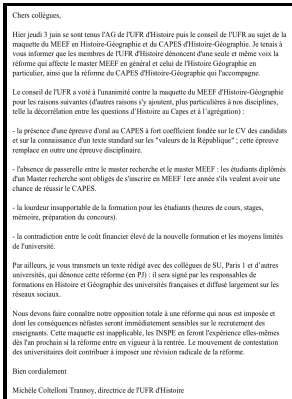 Chers collègues,
Hier jeudi 3 juin se sont tenus l'AG de l'UFR d'Histoire puis le conseil de l'UFR au sujet de la
maquette du MEEF en Histoire-Géographie et du CAPES d'Histoire-Géographie. Je tenais à
vous informer que les membres de l'UFR d'Histoire dénoncent d'une seule et même voix la
réforme qui affecte le master MEEF en général et celui de l'Histoire Géographie en
particulier, ainsi que la réforme du CAPES d'Histoire-Géographie qui l'accompagne.
Le conseil de l'UFR a voté à l'unanimité contre la maquette du MEEF d'Histoire-Géographie
pour les raisons suivantes (d'autres raisons s'y ajoutent, plus particulières à nos disciplines,
telle la décorrélation entre les questions d'Histoire au Capes et à l'agrégation) :
- la présence d'une épreuve d'oral au CAPES à fort coefficient fondée sur le CV des candidats
et sur la connaissance d'un texte standard sur les "valeurs de la République" ; cette épreuve
remplace en outre une épreuve disciplinaire.
- l'absence de passerelle entre le master recherche et le master MEEF : les étudiants diplômés
d'un Master recherche sont obligés de s'inscrire en MEEF 1ere année s'ils veulent avoir une
chance de réussir le CAPES.
- la lourdeur insupportable de la formation pour les étudiants (heures de cours, stages,
mémoire, préparation du concours).
- la contradiction entre le coût financier élevé de la nouvelle formation et les moyens limités
de l'université.
Par ailleurs, je vous transmets un texte rédigé avec des collègues de SU, Paris 1 et d'autres
universités, qui dénonce cette réforme (en PJ) : il sera signé par les responsables de
formations en Histoire et Géographie des universités françaises et diffusé largement sur les
réseaux sociaux.
Nous devons faire connaître notre opposition totale à une réforme qui nous est imposée et
dont les conséquences néfastes seront immédiatement sensibles sur le recrutement des
enseignants. Cette maquette est inapplicable, les INSPE en feront l'expérience elles-mêmes
dès l'an prochain si la réforme entre en vigueur à la rentrée. Le mouvement de contestation
des universitaires doit contribuer à imposer une révision radicale de la réforme.
Bien cordialement
Michèle Coltelloni Trannoy, directrice de l'UFR d'Histoire